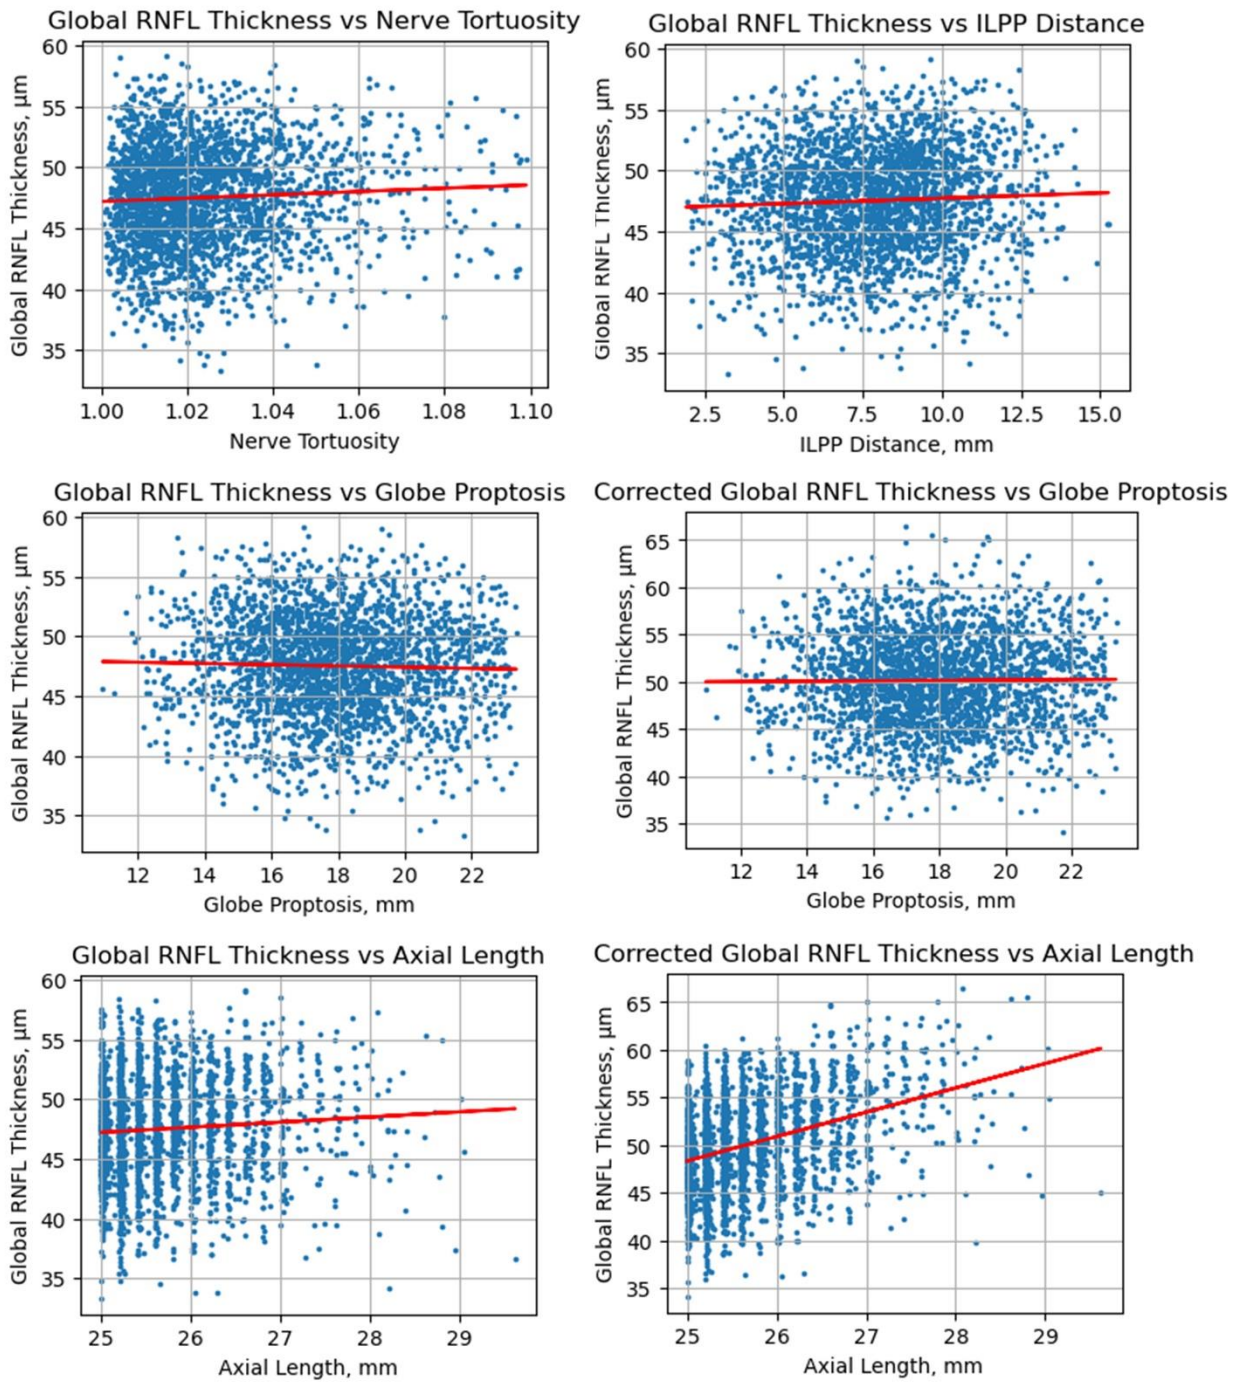 Global RNFL Thickness vs Nerve Tortuosity
Global RNFL Thickness, µm
60
55
50
45
40
35
1.00 1.02 1.04 1.06 1.08 1.10
Nerve Tortuosity
Global RNFL Thickness vs ILPP Distance
Global RNFL Thickness, µm
60
55
50
45
40
35
2.5 5.0 7.5 10.0 12.5 15.0
ILPP Distance, mm
Global RNFL Thickness vs Globe Proptosis
Global RNFL Thickness, µm
60
55
50
45
40
35
12 14 16 18 20 22
Globe Proptosis, mm
Corrected Global RNFL Thickness vs Globe Proptosis
Global RNFL Thickness, µm
65
60
55
50
45
40
35
12 14 16 18 20 22
Globe Proptosis, mm
Global RNFL Thickness vs Axial Length
Global RNFL Thickness, µm
60
55
50
45
40
35
25 26 27 28 29
Axial Length, mm
Corrected Global RNFL Thickness vs Axial Length
Global RNFL Thickness, µm
65
60
55
50
45
40
35
25 26 27 28 29
Axial Length, mm